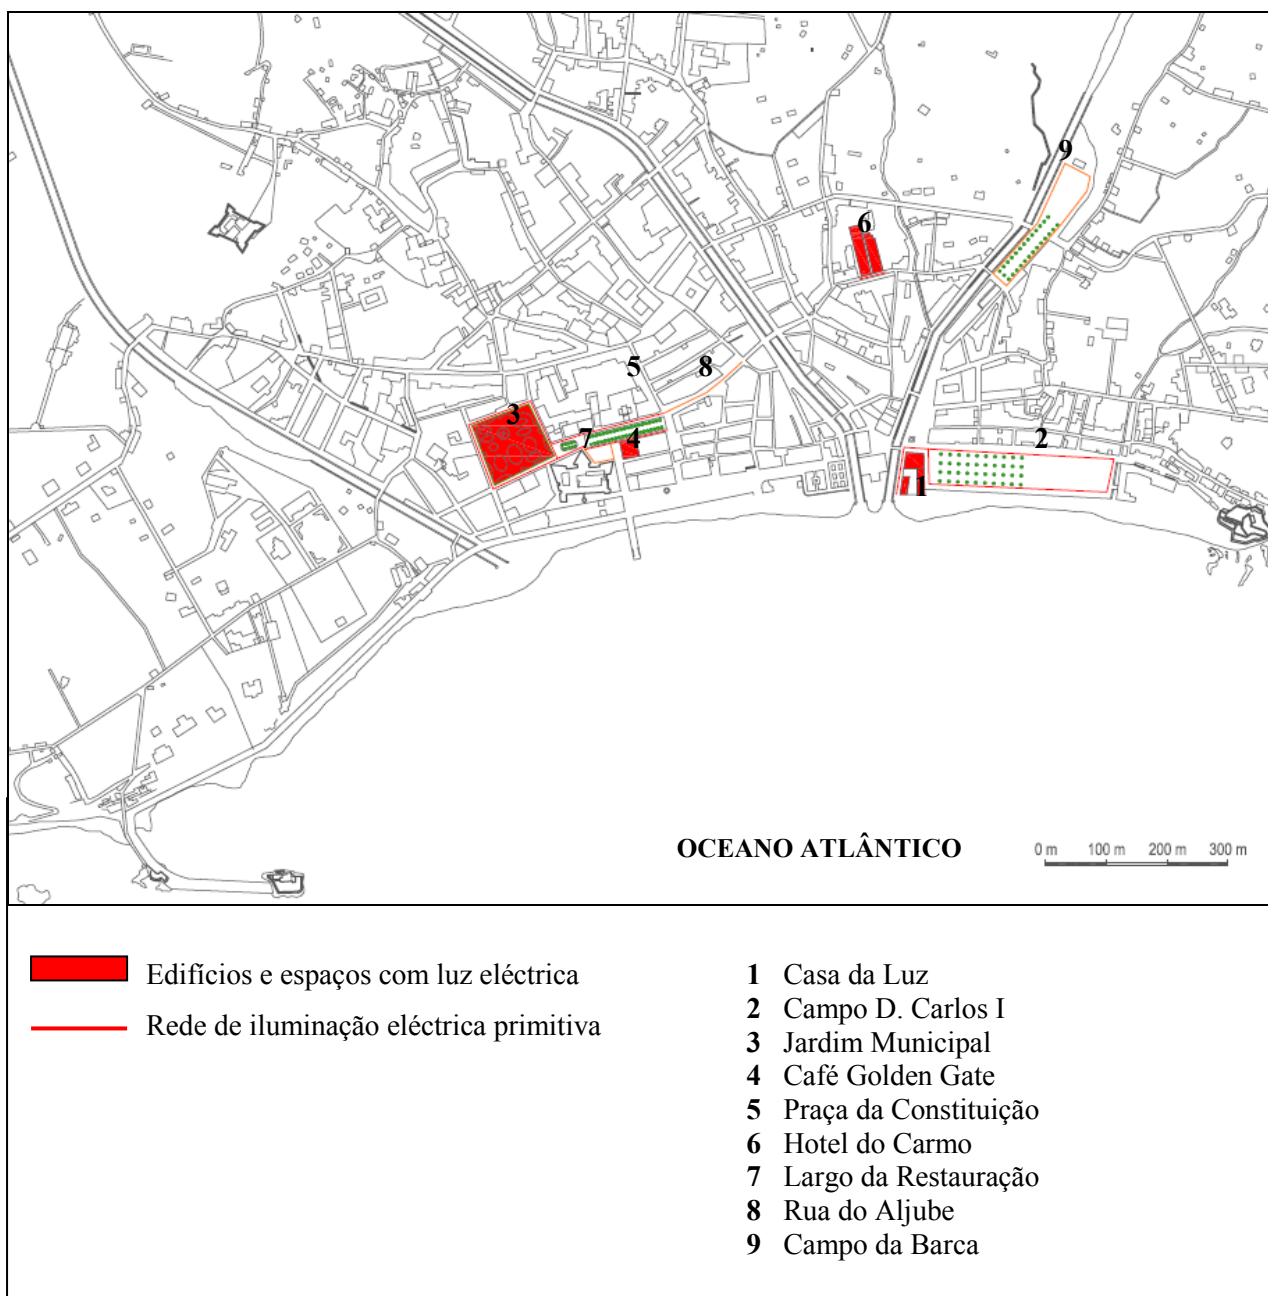 9
6
5
8
3
7
4
2
1
OCEANO ATLÂNTICO
0 m 100 m 200 m 300 m
Edifícios e espaços com luz eléctrica
Rede de iluminação eléctrica primitiva
1 Casa da Luz
2 Campo D. Carlos I
3 Jardim Municipal
4 Café Golden Gate
5 Praça da Constituição
6 Hotel do Carmo
7 Largo da Restauração
8 Rua do Aljube
9 Campo da Barca